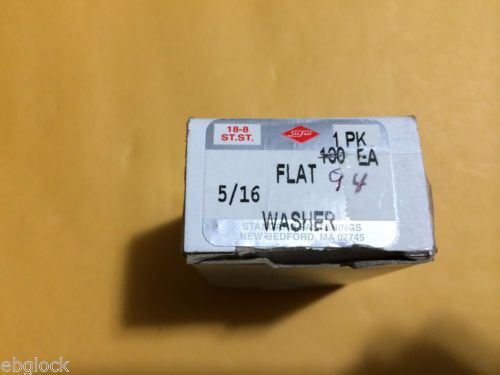 18-8
ST.ST.
1 PK
100 EA
FLAT 94
5/16
WASHER
NEW BEDFORD, MA 02745
ebglock